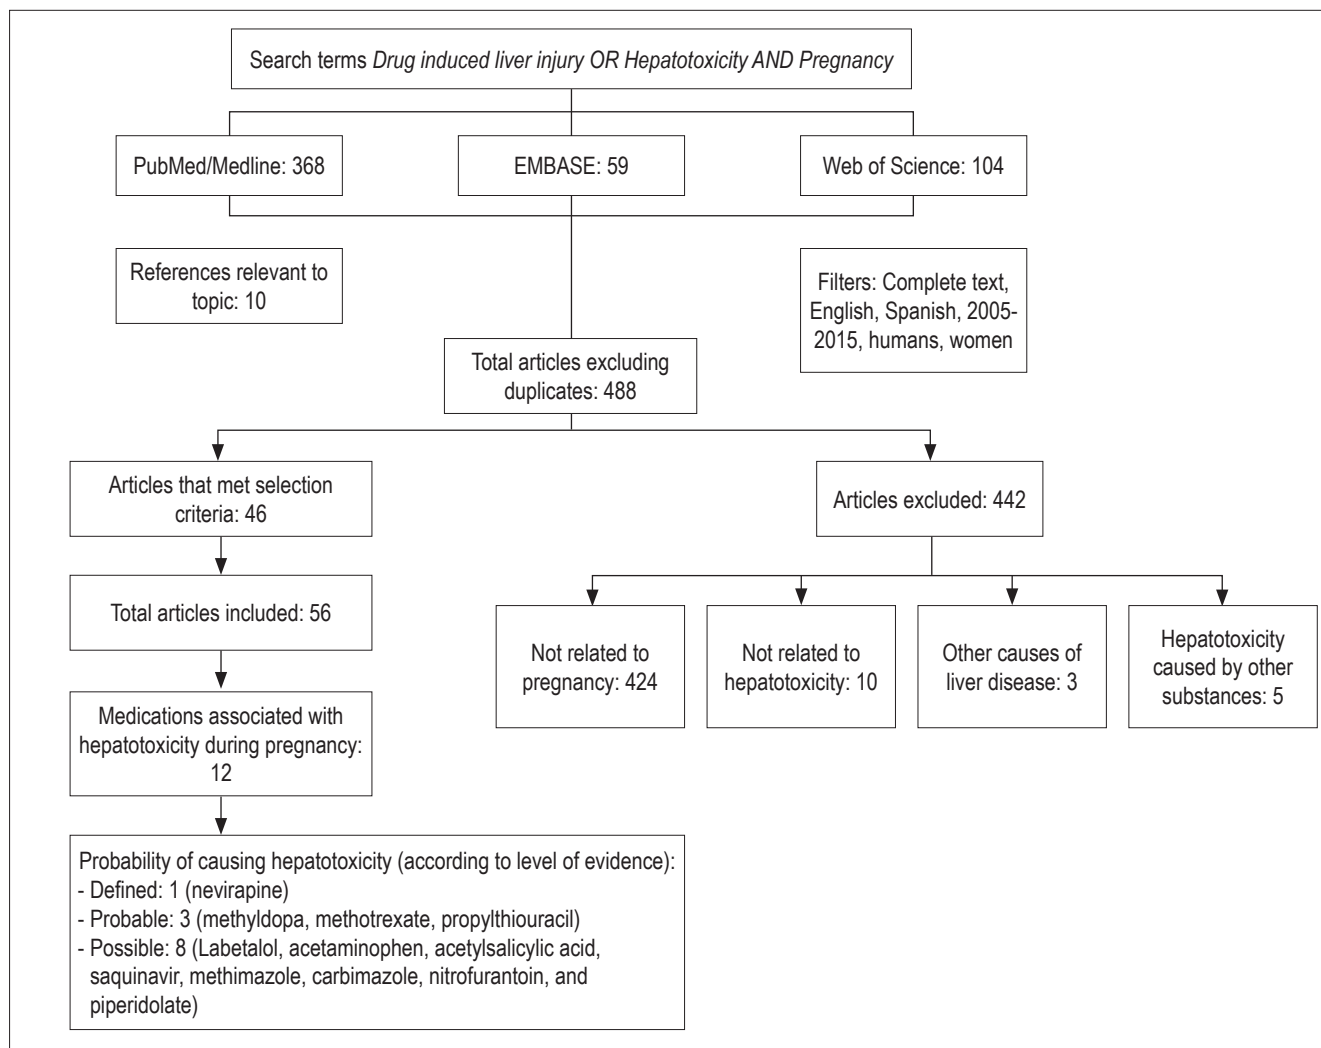 Search terms Drug induced liver injury OR Hepatotoxicity AND Pregnancy
PubMed/Medline: 368
EMBASE: 59
Web of Science: 104
References relevant to
topic: 10
Filters: Complete text,
English, Spanish, 2005-
2015, humans, women
Total articles excluding
duplicates: 488
Articles that met selection
criteria: 46
Articles excluded: 442
Total articles included: 56
Not related to
pregnancy: 424
Not related to
hepatotoxicity: 10
Other causes of
liver disease: 3
Hepatotoxicity
caused by other
substances: 5
Medications associated with
hepatotoxicity during pregnancy:
12
Probability of causing hepatotoxicity (according to level of evidence):
- Defined: 1 (nevirapine)
- Probable: 3 (methyldopa, methotrexate, propylthiouracil)
- Possible: 8 (Labetalol, acetaminophen, acetylsalicylic acid,
saquinavir, methimazole, carbimazole, nitrofurantoin, and
piperidolate)